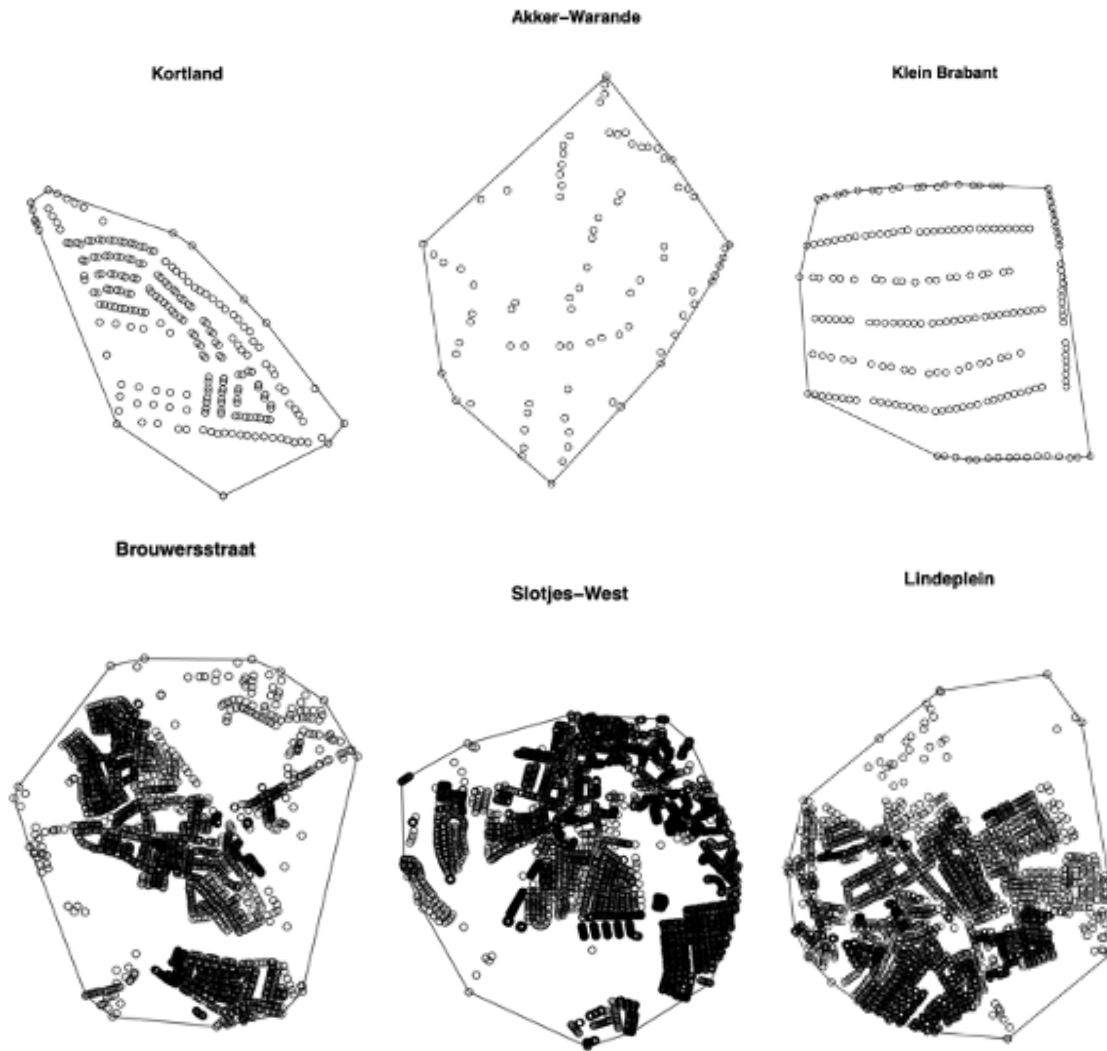 Akker–Warande
Kortland
Klein Brabant
Brouwersstraat
Slotjes–West
Lindeplein